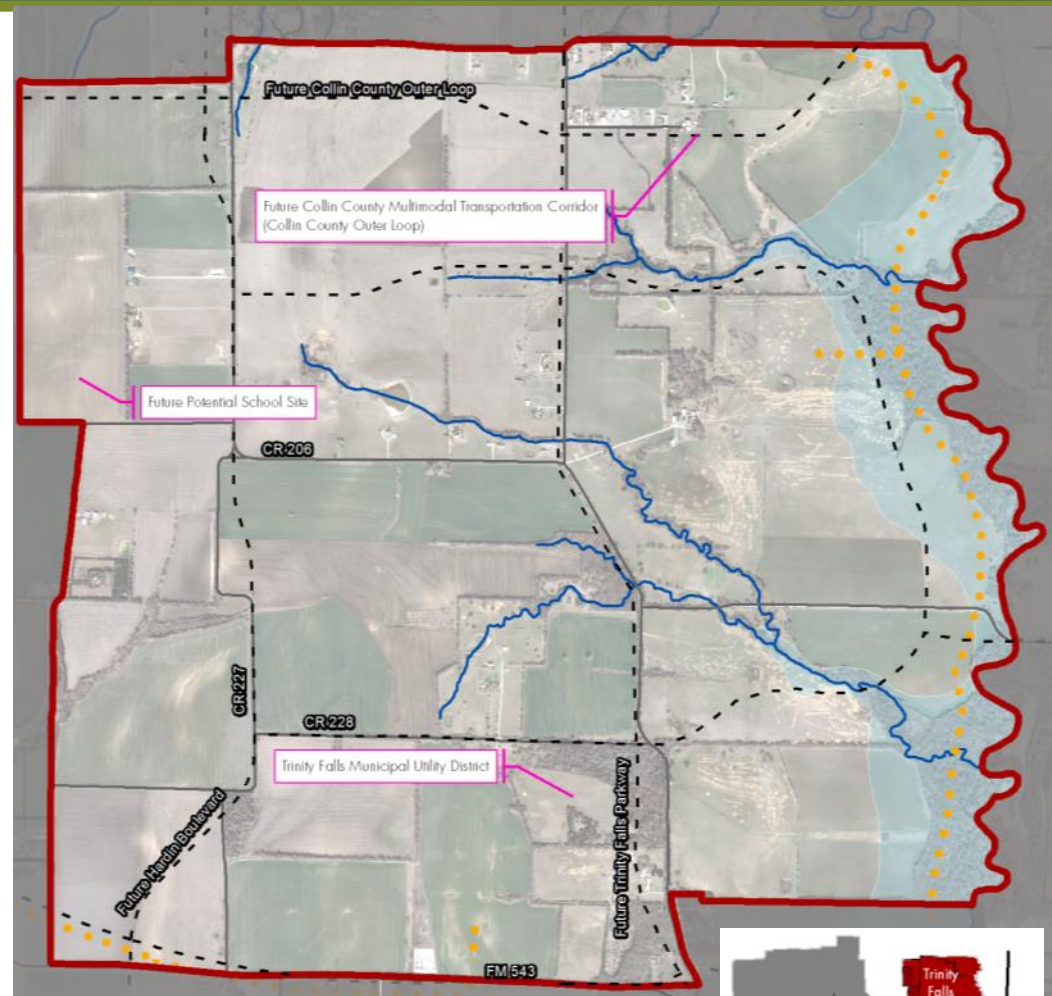 Future Collin County Outer Loop
Future Collin County Multimodal Transportation Corridor
(Collin County Outer Loop)
Future Potential School Site
CR 206
CR 227
CR 228
Trinity Falls Municipal Utility District
Future Hardin Boulevard
Future Trinity Falls Parkway
FM 543
Trinity
Falls